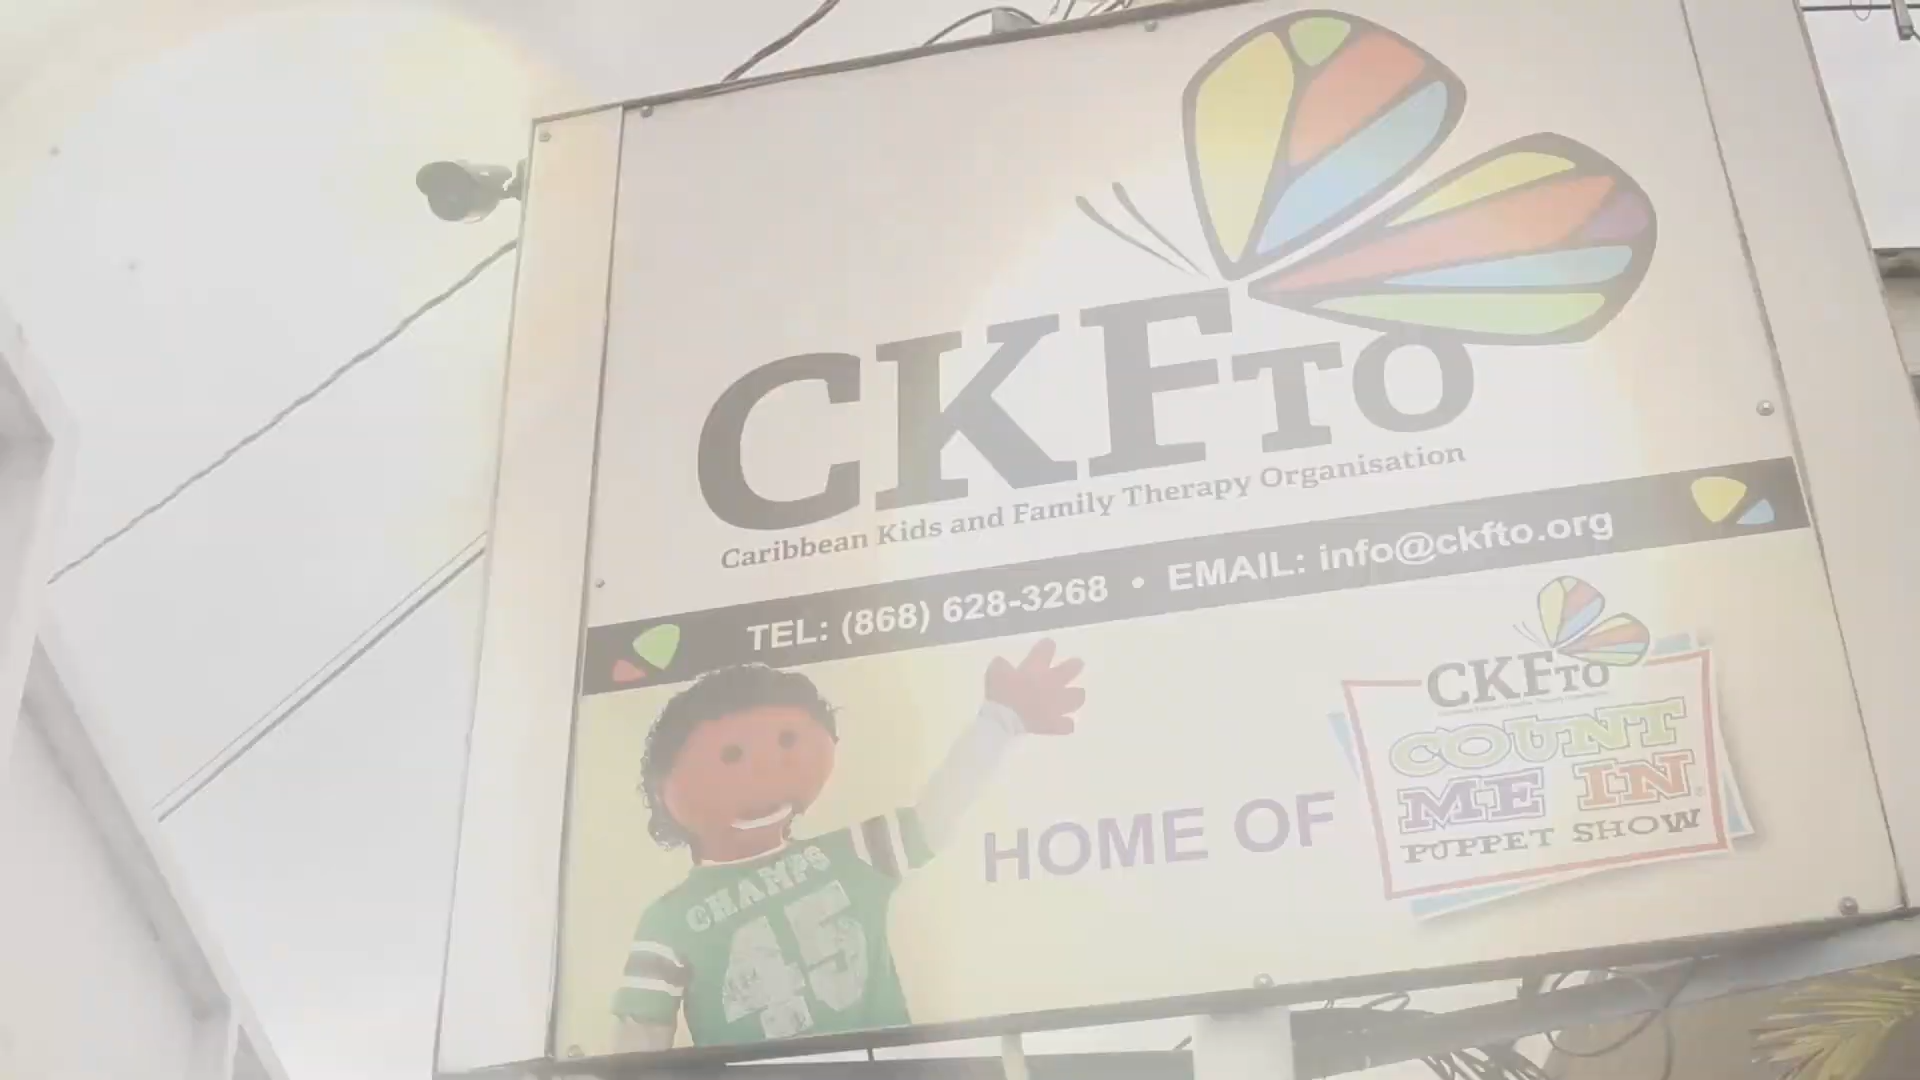 CKFTO
Caribbean Kids and Family Therapy Organisation
TEL: (868) 628-3268 • EMAIL: info@ckfto.org
CHAMPS
45
HOME OF
CKFTO
COUNT
ME IN®
PUPPET SHOW